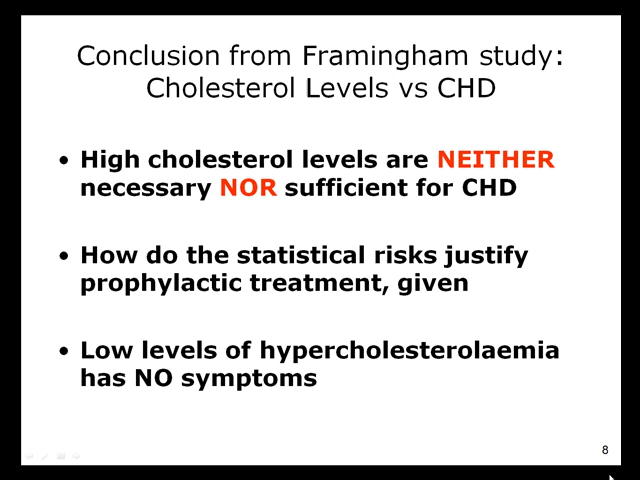 Conclusion from Framingham study:
Cholesterol Levels vs CHD
• High cholesterol levels are NEITHER
necessary NOR sufficient for CHD
• How do the statistical risks justify
prophylactic treatment, given
• Low levels of hypercholesterolaemia
has NO symptoms
8